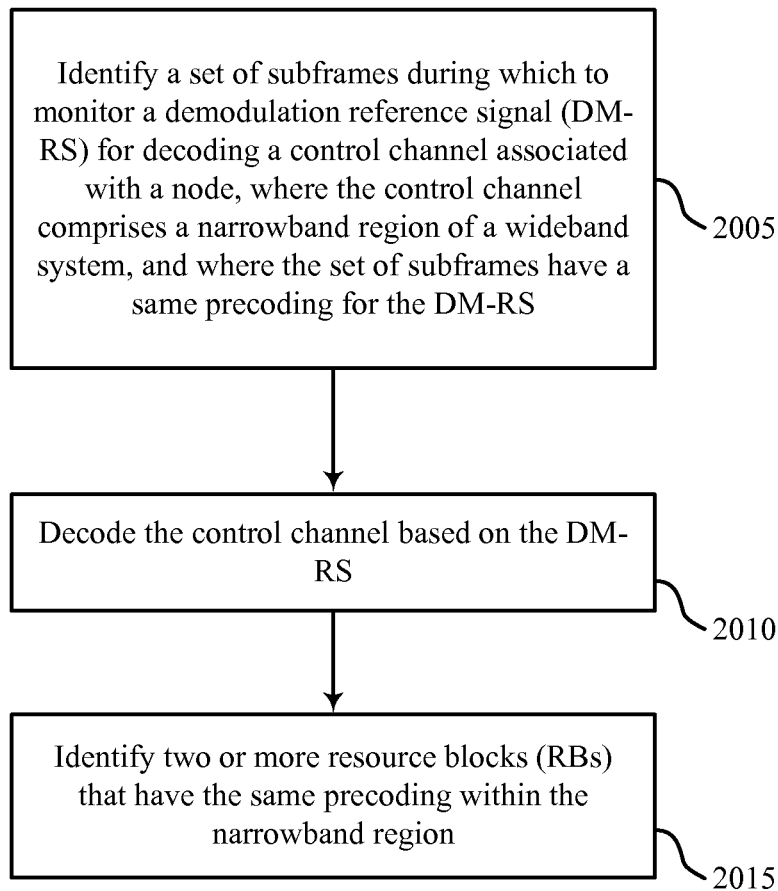 Identify a set of subframes during which to
monitor a demodulation reference signal (DM-
RS) for decoding a control channel associated
with a node, where the control channel
comprises a narrowband region of a wideband
system, and where the set of subframes have a
same precoding for the DM-RS
2005
Decode the control channel based on the DM-
RS
2010
Identify two or more resource blocks (RBs)
that have the same precoding within the
narrowband region
2015